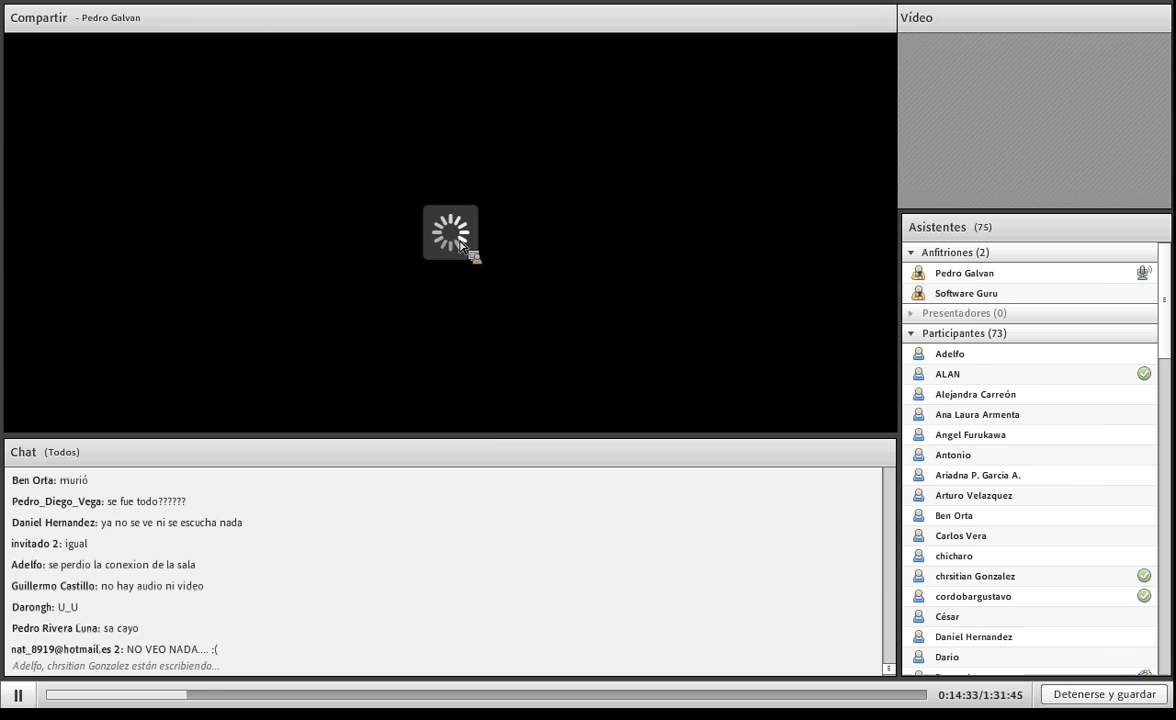 Compartir - Pedro Galvan
Vídeo
Asistentes (75)
Anfitriones (2)
Pedro Galvan
Software Guru
Presentadores (0)
Participantes (73)
Adelfo
ALAN
Alejandra Carreón
Ana Laura Armenta
Angel Furukawa
Antonio
Ariadna P. Garcia A.
Arturo Velazquez
Ben Orta
Carlos Vera
chicharo
chrsitian Gonzalez
cordobargustavo
César
Daniel Hernandez
Dario
Chat (Todos)
Ben Orta: murió
Pedro_Diego_Vega: se fue todo??????
Daniel Hernandez: ya no se ve ni se escucha nada
invitado 2: igual
Adelfo: se perdio la conexion de la sala
Guillermo Castillo: no hay audio ni video
Darongh: U_U
Pedro Rivera Luna: sa cayo
nat_8919@hotmail.es 2: NO VEO NADA.... :(
Adelfo, chrsitian Gonzalez están escribiendo...
0:14:33/1:31:45
Detenerse y guardar